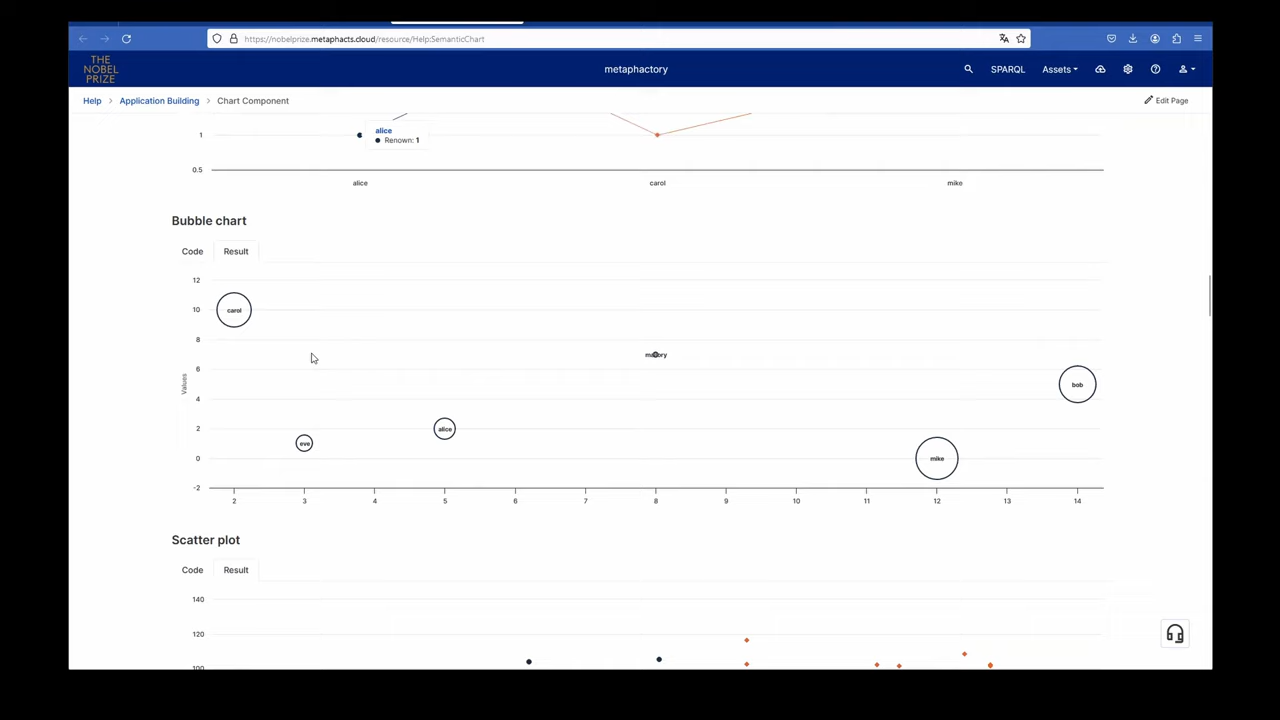 https://nobelprize.metaphacts.cloud/resource/Help:SemanticChart
THE
NOBEL
PRIZE
metaphactory
SPARQL
Assets
Help > Application Building > Chart Component
Edit Page
1
alice
Renown: 1
0.5
alice carol mike
Bubble chart
Code Result
12
10
8
6
4
2
0
-2
Values
carol
mallory
bob
eve
alice
mike
2 3 4 5 6 7 8 9 10 11 12 13 14
Scatter plot
Code Result
140
120
100